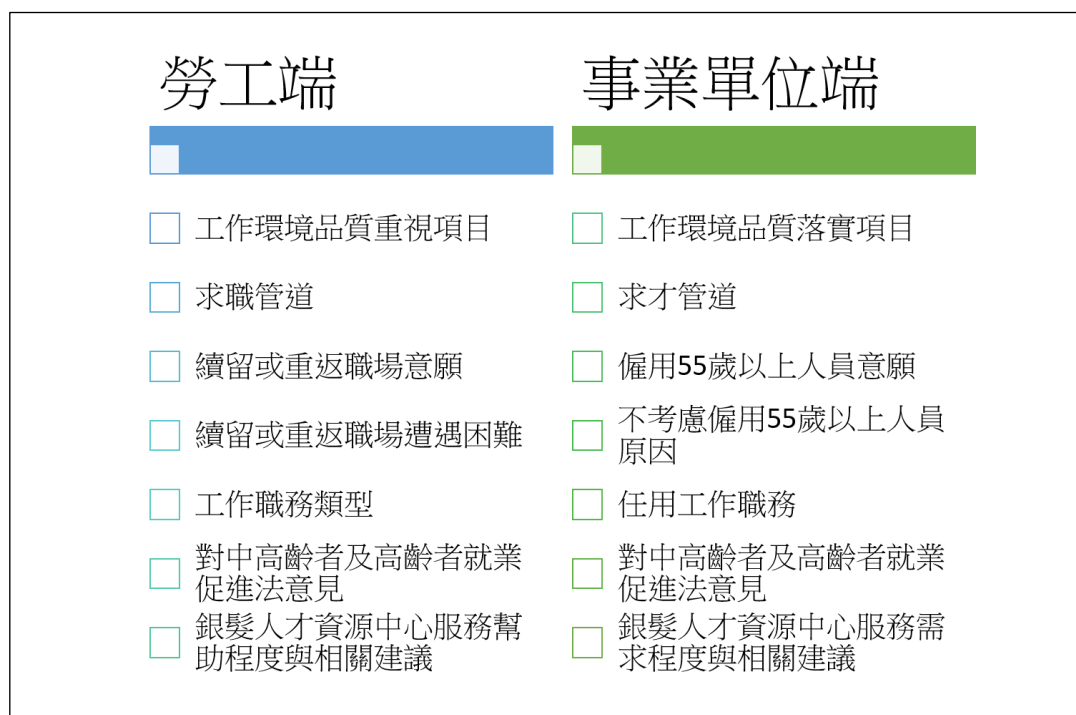 勞工端
工作環境品質重視項目
求職管道
續留或重返職場意願
續留或重返職場遭遇困難
工作職務類型
對中高齡者及高齡者就業
促進法意見
銀髮人才資源中心服務幫
助程度與相關建議
事業單位端
工作環境品質落實項目
求才管道
僱用55歲以上人員意願
不考慮僱用55歲以上人員
原因
任用工作職務
對中高齡者及高齡者就業
促進法意見
銀髮人才資源中心服務需
求程度與相關建議